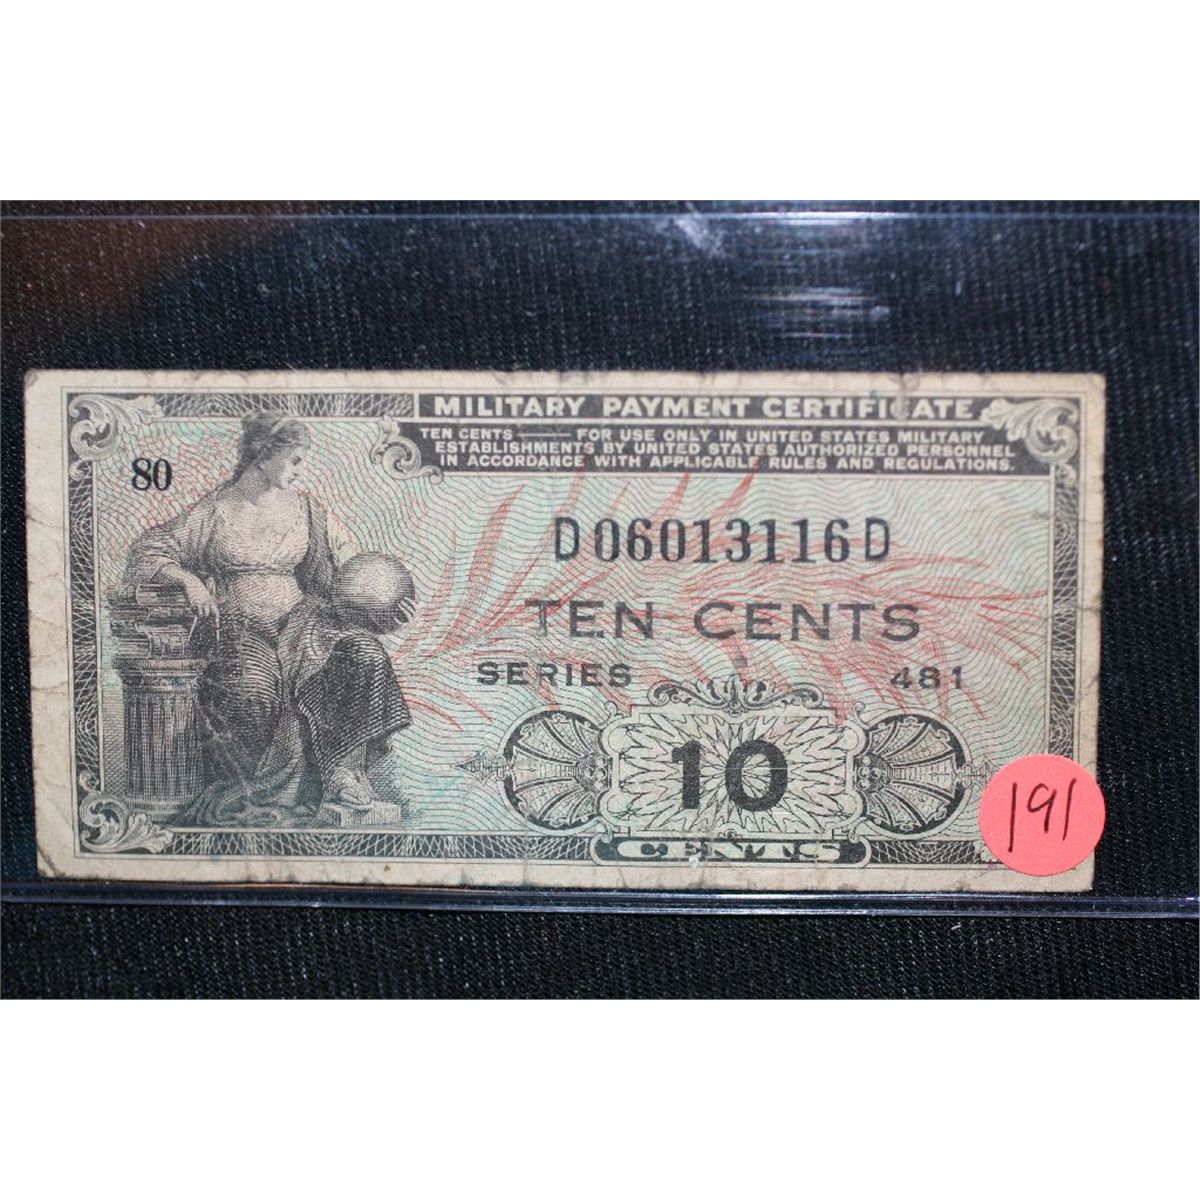 MILITARY PAYMENT CERTIFICATE
TEN CENTS — FOR USE ONLY IN UNITED STATES MILITARY
ESTABLISHMENTS BY UNITED STATES AUTHORIZED PERSONNEL
IN ACCORDANCE WITH APPLICABLE RULES AND REGULATIONS.
80
D06013116D
TEN CENTS
SERIES 481
10
CENTS
191